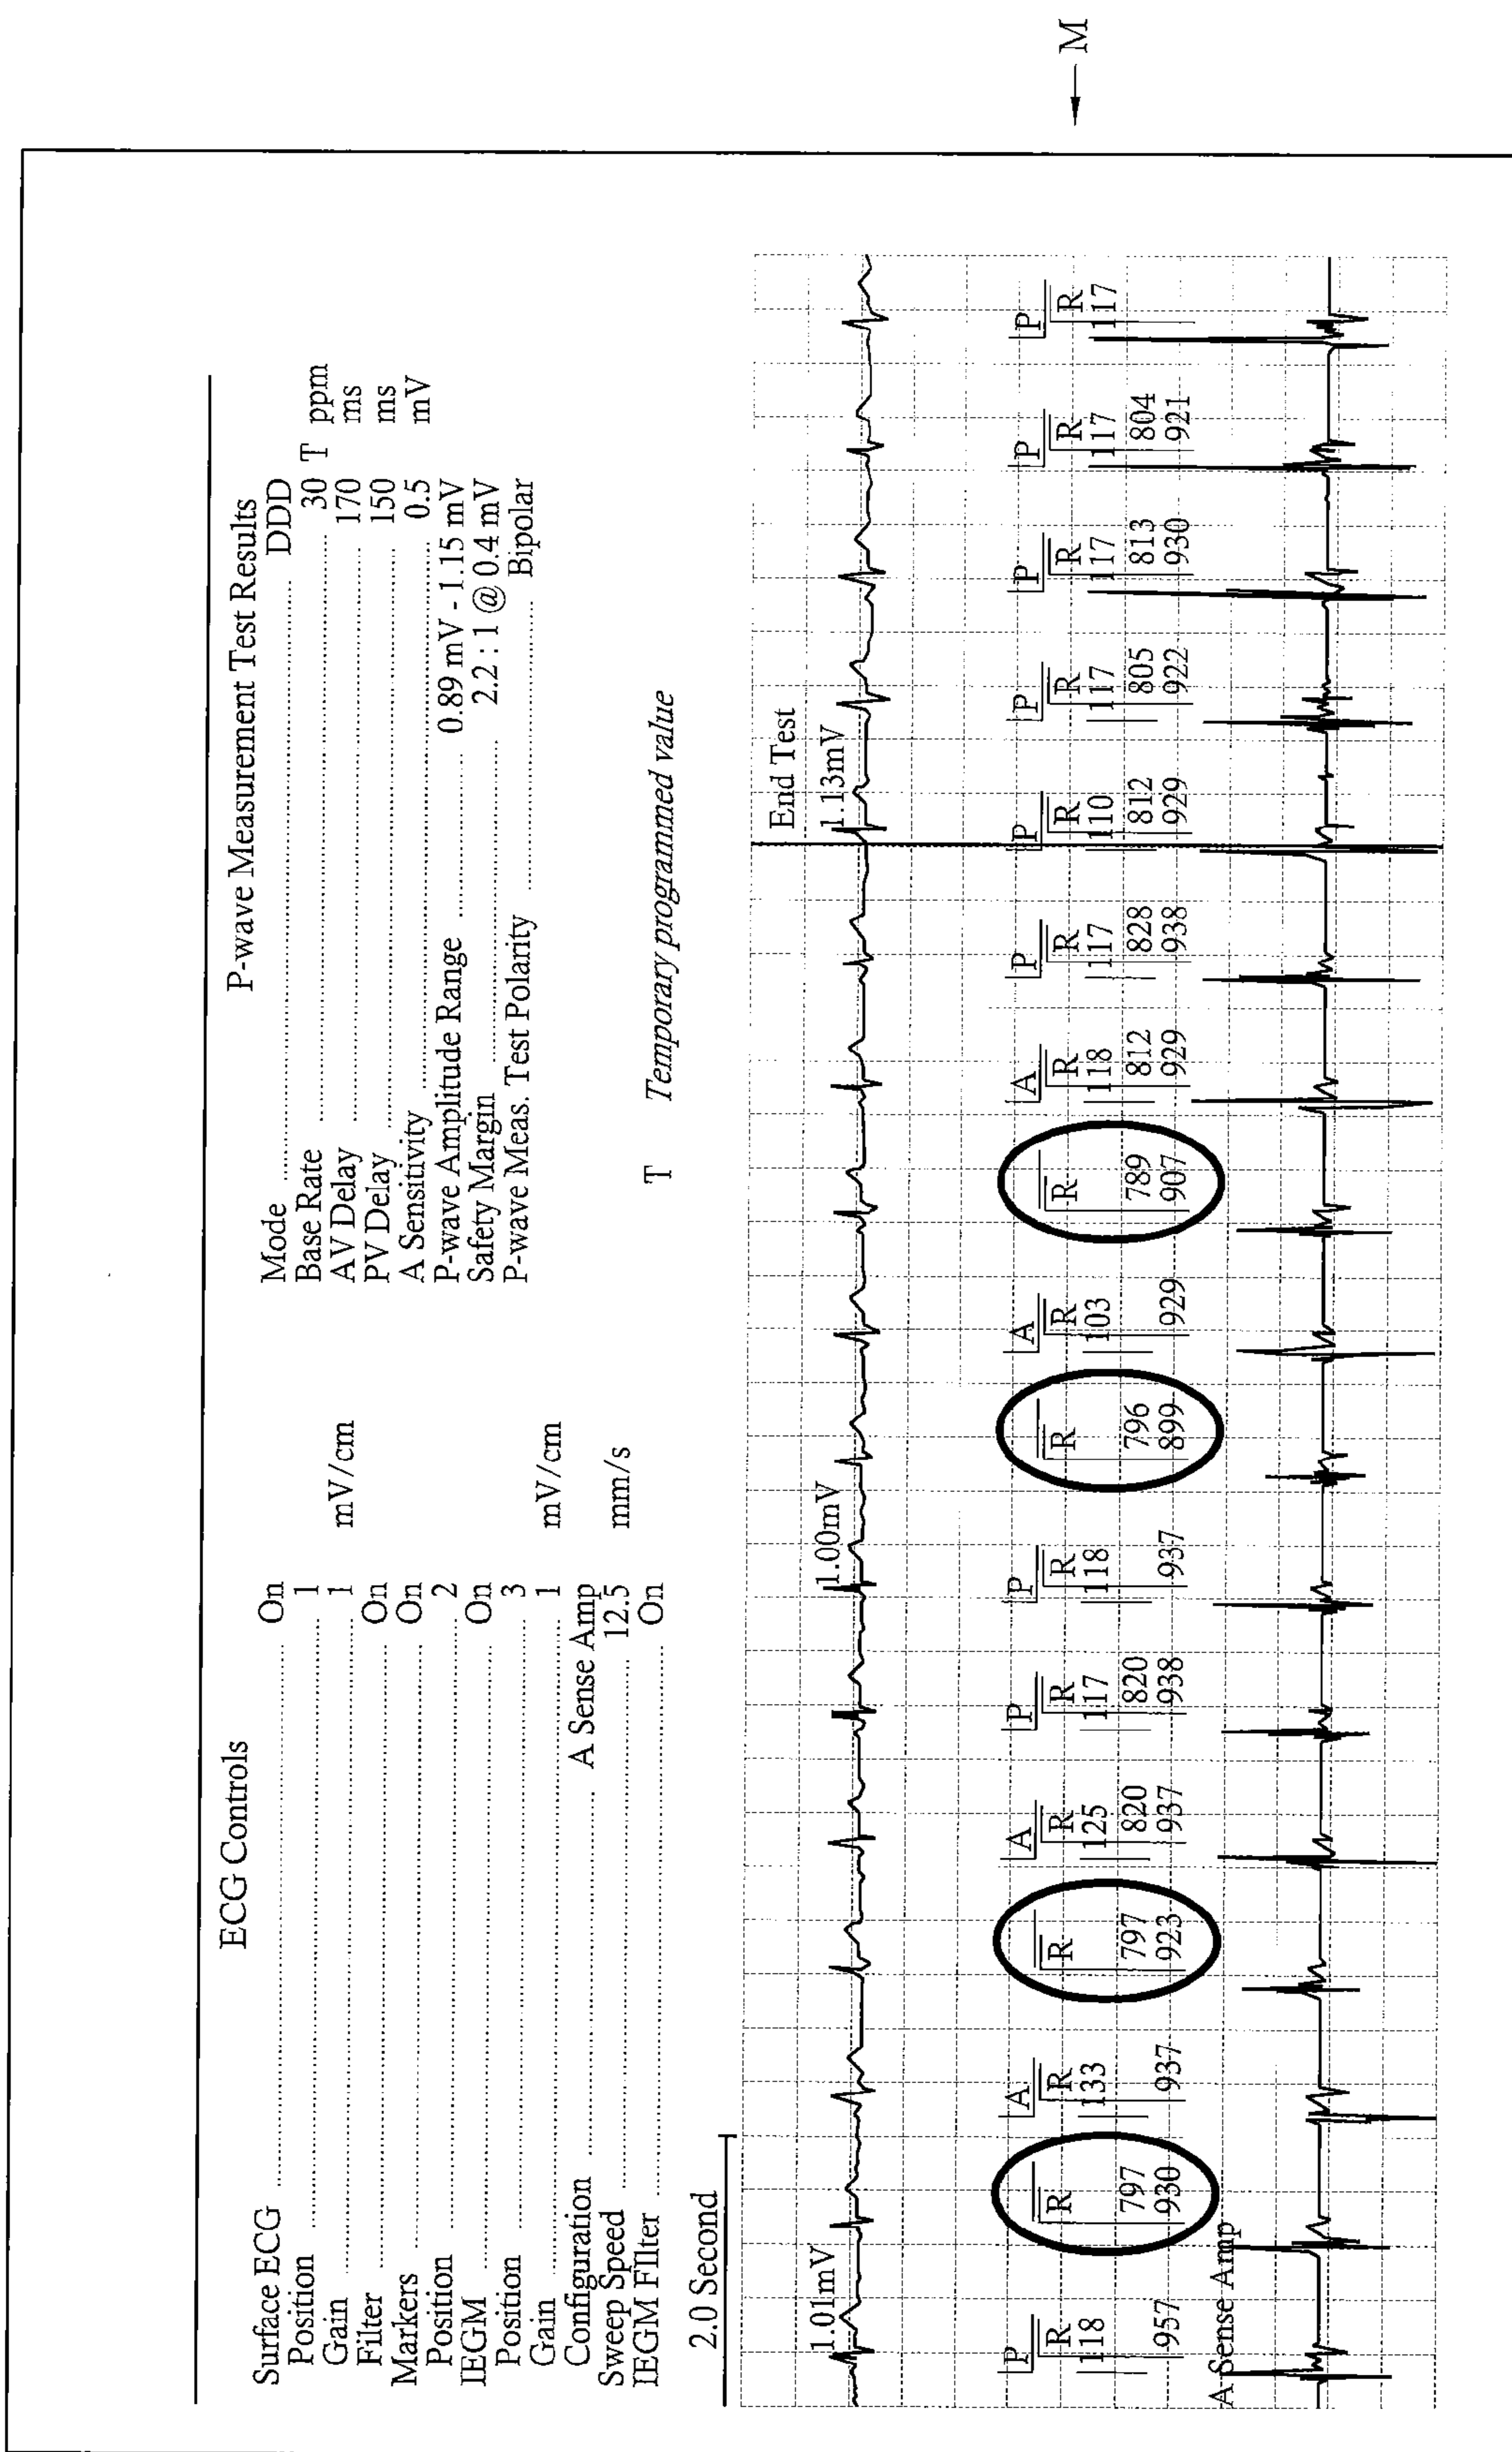 ECG Controls
Surface ECG ........ On
Position ........ 1
Gain ........ 1 mV/cm
Filter ........ On
Markers ........ On
Position ........ 2
IEGM ........ On
Position ........ 3
Gain ........ 1 mV/cm
Configuration ........ A Sense Amp
Sweep Speed ........ 12.5 mm/s
IEGM FIlter ........ On
P-wave Measurement Test Results
Mode ........ DDD
Base Rate ........ 30 T ppm
AV Delay ........ 170 ms
PV Delay ........ 150 ms
A Sensitivity ........ 0.5 mV
P-wave Amplitude Range ........ 0.89 mV - 1.15 mV
Safety Margin ........ 2.2 : 1 @ 0.4 mV
P-wave Meas. Test Polarity ........ Bipolar
T Temporary programmed value
2.0 Second
End Test
1.01mV 1.00mV 1.13mV
P R A R P P A A P P P P P P
R R R R R R R R R R R R R
118 133 125 117 118 103 118 117 110 117 117 117 117
797 797 820 820 796 789 812 828 812 805 813 804
957 930 937 923 937 938 937 899 929 907 929 938 929 922 930 921
A Sense Amp
M